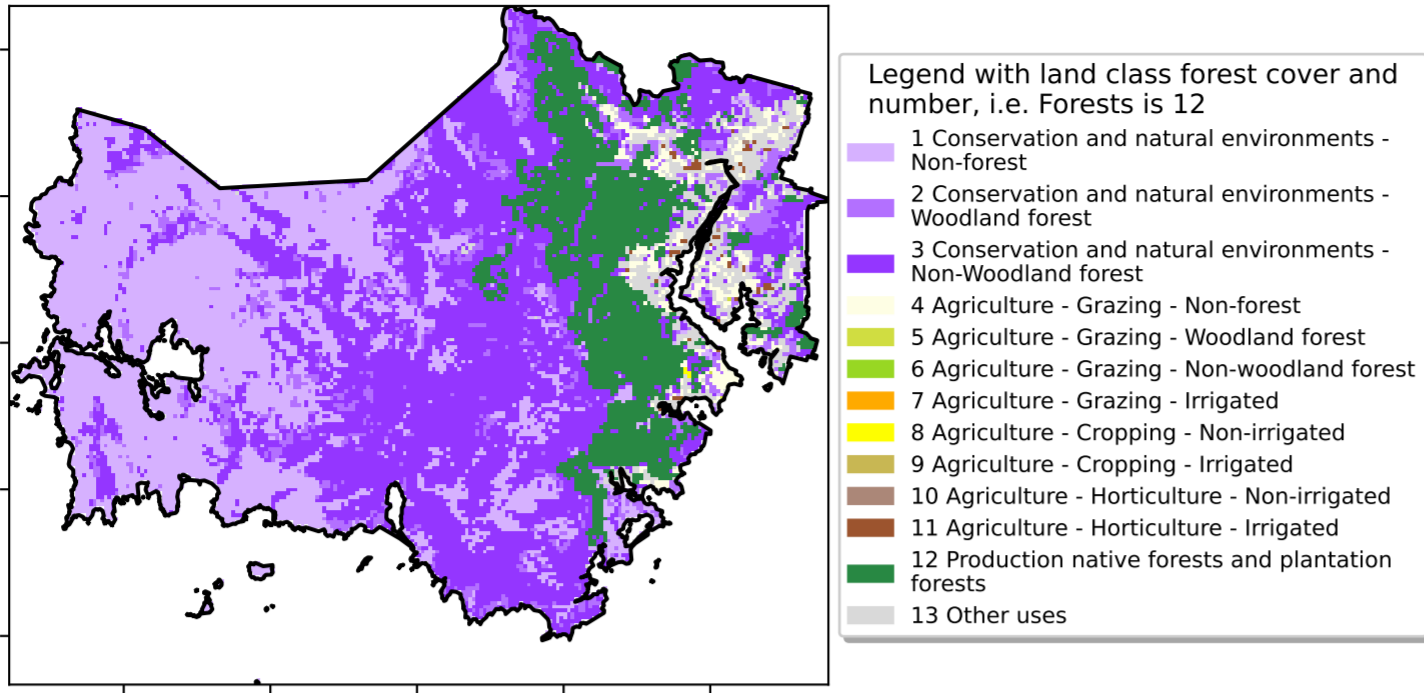 Legend with land class forest cover and
number, i.e. Forests is 12
1 Conservation and natural environments -
Non-forest
2 Conservation and natural environments -
Woodland forest
3 Conservation and natural environments -
Non-Woodland forest
4 Agriculture - Grazing - Non-forest
5 Agriculture - Grazing - Woodland forest
6 Agriculture - Grazing - Non-woodland forest
7 Agriculture - Grazing - Irrigated
8 Agriculture - Cropping - Non-irrigated
9 Agriculture - Cropping - Irrigated
10 Agriculture - Horticulture - Non-irrigated
11 Agriculture - Horticulture - Irrigated
12 Production native forests and plantation
forests
13 Other uses